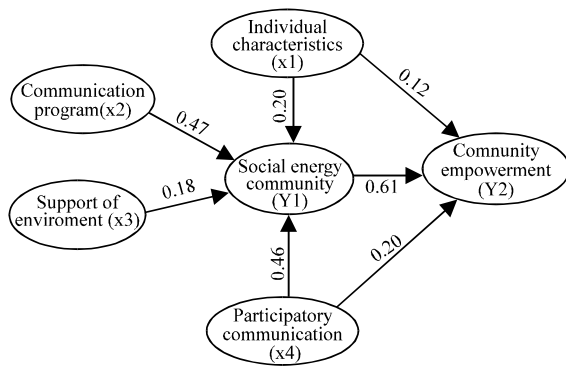 Individual
characteristics
(x1)
Communication
program(x2)
0.47
0.20
0.12
Social energy
community
(Y1)
0.61
Comnunity
empowerment
(Y2)
Support of
enviroment (x3)
0.18
0.46
0.20
Participatory
communication
(x4)